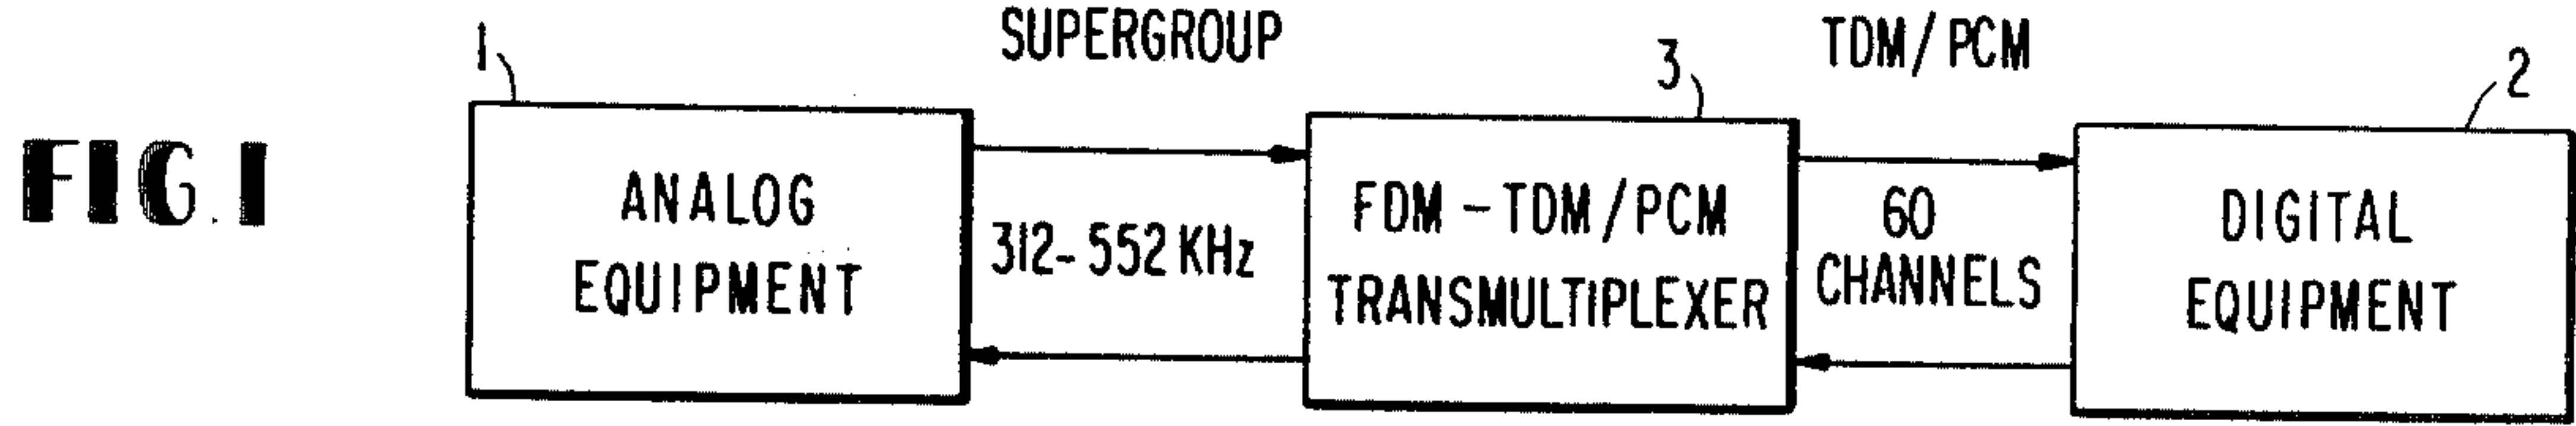 FIG. 1
1
SUPERGROUP
3
TDM/PCM
2
ANALOG
EQUIPMENT
312-552 KHz
FDM-TDM/PCM
TRANSMULTIPLEXER
60
CHANNELS
DIGITAL
EQUIPMENT